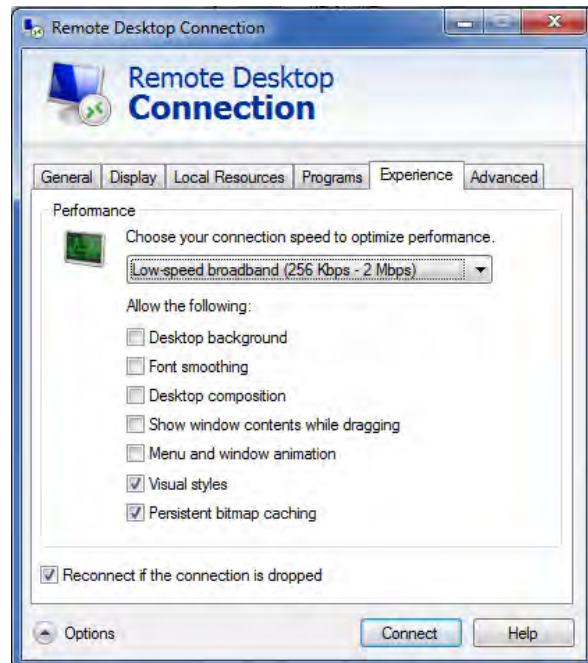 Remote Desktop Connection
Remote Desktop
Connection
General Display Local Resources Programs Experience Advanced
Performance
Choose your connection speed to optimize performance.
Low-speed broadband (256 Kbps - 2 Mbps)
Allow the following:
Desktop background
Font smoothing
Desktop composition
Show window contents while dragging
Menu and window animation
Visual styles
Persistent bitmap caching
Reconnect if the connection is dropped
Options Connect Help